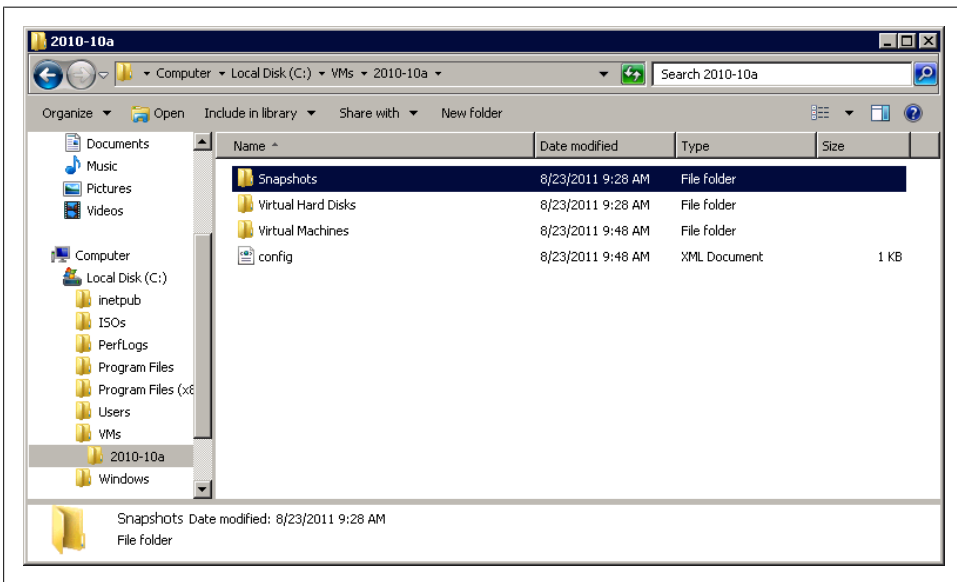 2010-10a
Computer Local Disk (C:) VMs 2010-10a
Search 2010-10a
Organize Open Include in library Share with New folder
Documents
Music
Pictures
Videos
Computer
Local Disk (C:)
inetpub
ISOs
PerfLogs
Program Files
Program Files (x8
Users
VMs
2010-10a
Windows
Name Date modified Type Size
Snapshots 8/23/2011 9:28 AM File folder
Virtual Hard Disks 8/23/2011 9:28 AM File folder
Virtual Machines 8/23/2011 9:48 AM File folder
config 8/23/2011 9:48 AM XML Document 1 KB
Snapshots Date modified: 8/23/2011 9:28 AM
File folder